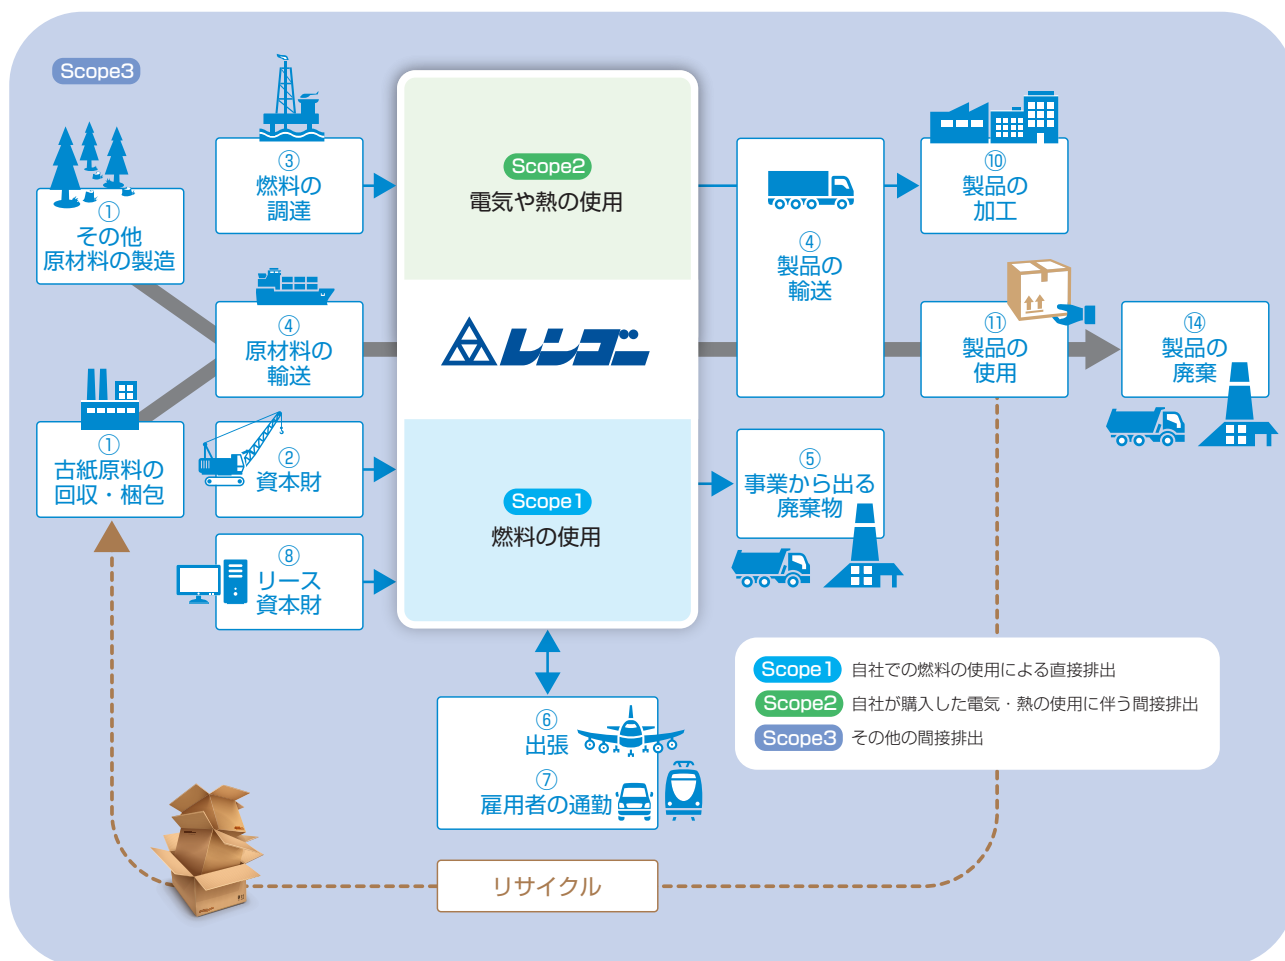 Scope3
①
その他
原材料の製造
①
古紙原料の
回収・梱包
③
燃料の
調達
④
原材料の
輸送
②
資本財
⑧
リース
資本財
Scope2
電気や熱の使用
レンゴー
Scope1
燃料の使用
④
製品の
輸送
⑤
事業から出る
廃棄物
⑩
製品の
加工
⑪
製品の
使用
⑭
製品の
廃棄
⑥
出張
⑦
雇用者の通勤
Scope1 自社での燃料の使用による直接排出
Scope2 自社が購入した電気・熱の使用に伴う間接排出
Scope3 その他の間接排出
リサイクル